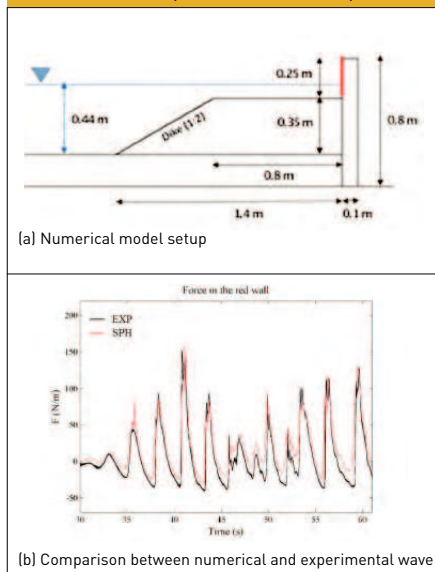 0.25 m
0.44 m
Dike (1-2)
0.35 m
0.8 m
0.8 m
1.4 m
0.1 m
(a) Numerical model setup
Force in the red wall
EXP
SPH
F (N/m)
200
150
100
50
0
-50
30
35
40
45
50
55
60
Time (s)
(b) Comparison between numerical and experimental wave